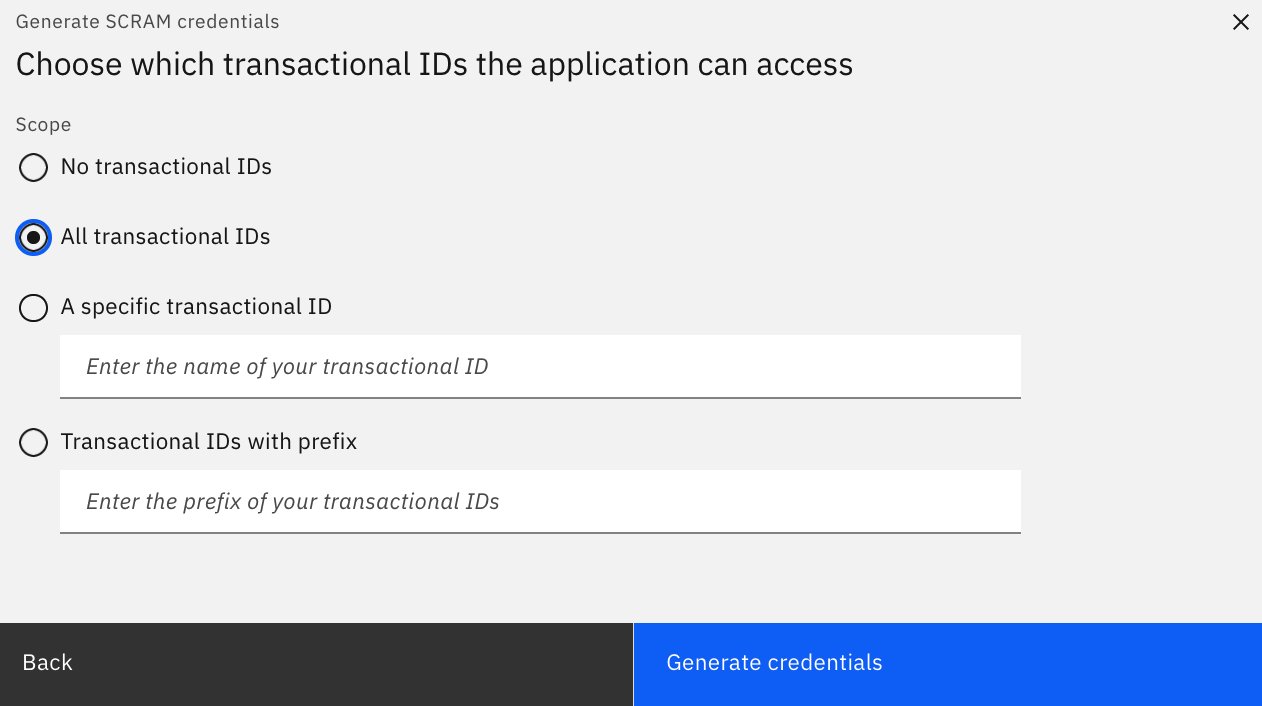 Generate SCRAM credentials
Choose which transactional IDs the application can access
Scope
No transactional IDs
All transactional IDs
A specific transactional ID
Enter the name of your transactional ID
Transactional IDs with prefix
Enter the prefix of your transactional IDs
Back
Generate credentials